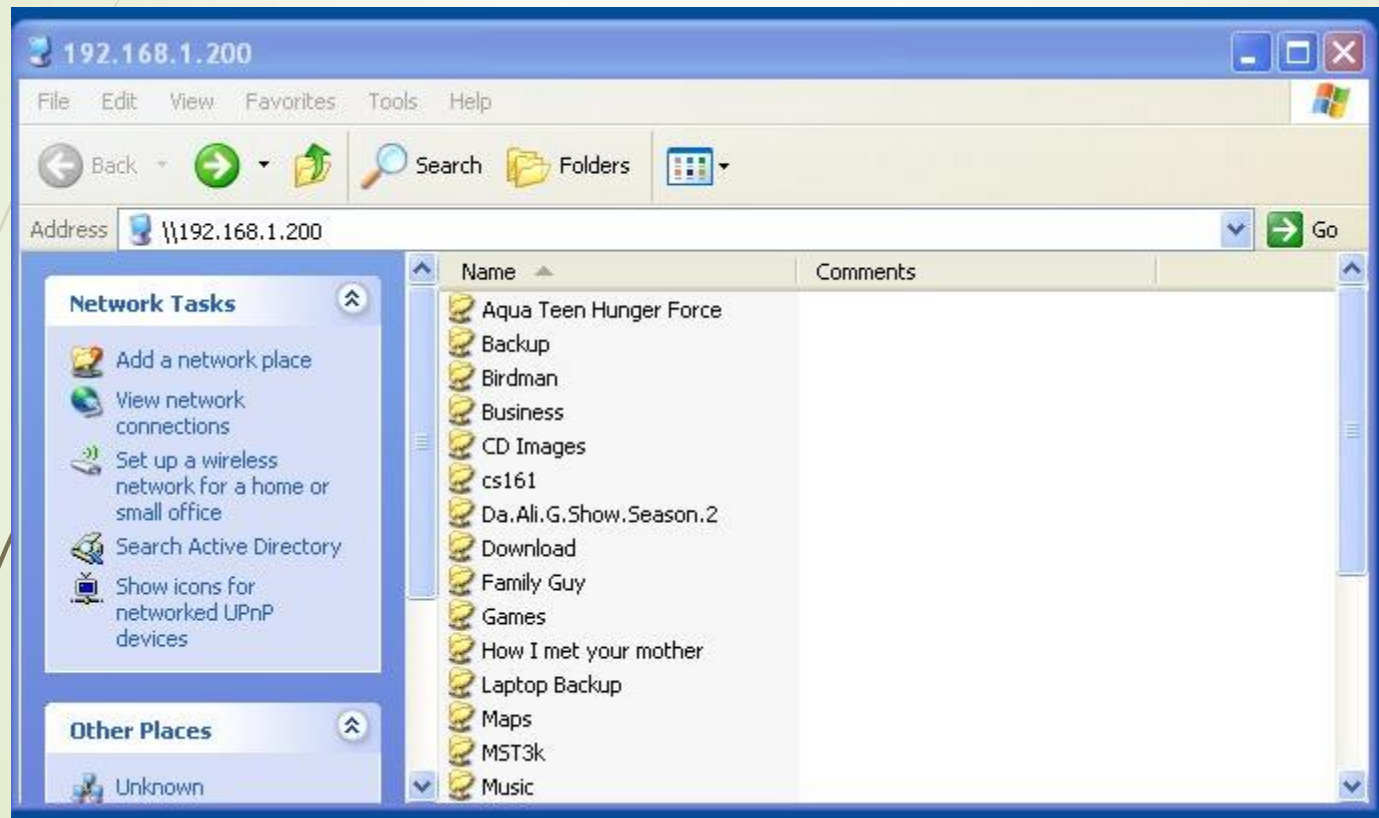 192.168.1.200
File Edit View Favorites Tools Help
Back Search Folders
Address \\192.168.1.200 Go
Network Tasks
Add a network place
View network
connections
Set up a wireless
network for a home or
small office
Search Active Directory
Show icons for
networked UPnP
devices
Other Places
Unknown
Name Comments
Aqua Teen Hunger Force
Backup
Birdman
Business
CD Images
cs161
Da.Ali.G.Show.Season.2
Download
Family Guy
Games
How I met your mother
Laptop Backup
Maps
MST3k
Music